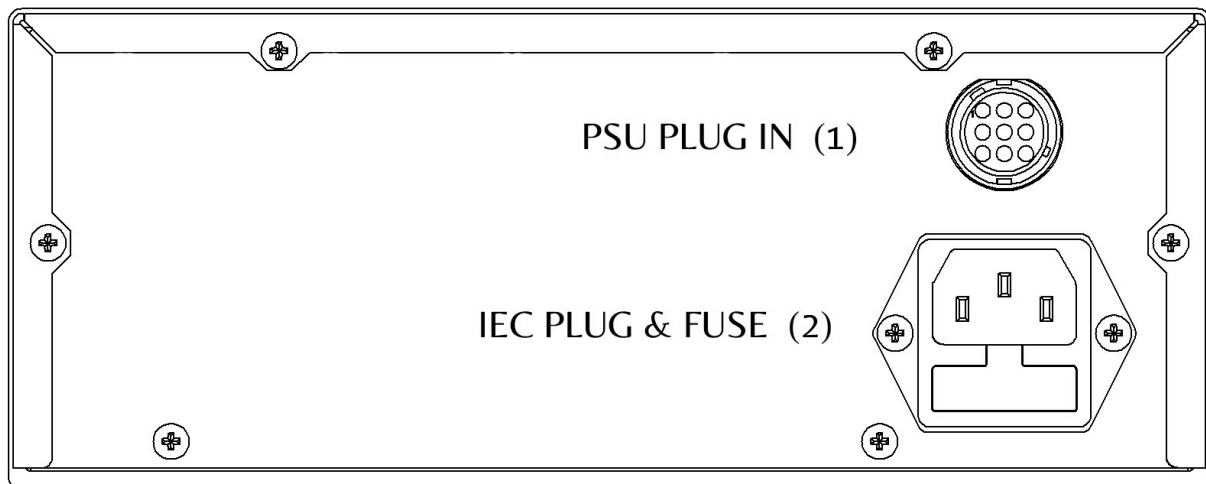 PSU PLUG IN (1)
IEC PLUG & FUSE (2)